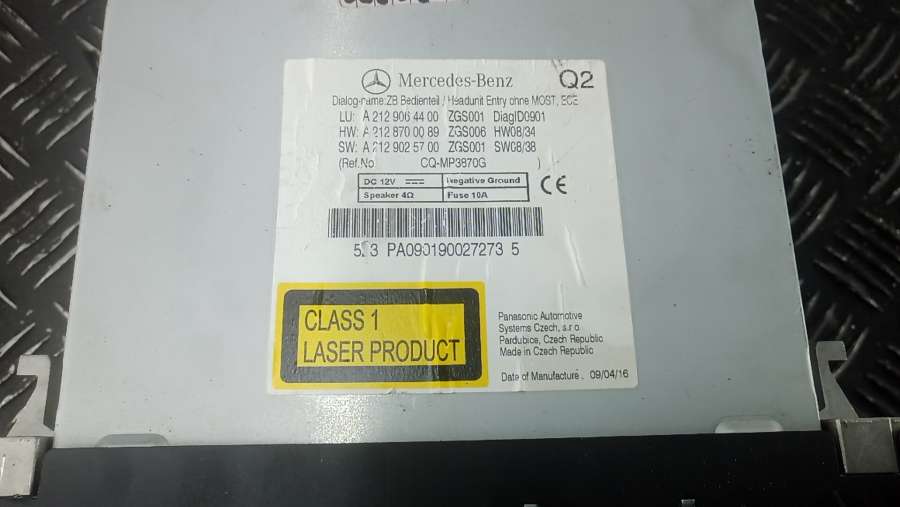 Mercedes-Benz Q2
Dialog-name: ZB Bedienteil / Headunit Entry ohne MOST, ECE
LU: A 212 906 44 00 ZGS001 DiagID0901
HW: A 212 870 00 89 ZGS006 HW08/34
SW: A 212 902 57 00 ZGS001 SW08/38
(Ref.No. CQ-MP3870G )
DC 12V Negative Ground
Speaker 4Ω Fuse 10A
CE
PA090190027273 5
CLASS 1
LASER PRODUCT
Panasonic Automotive
Systems Czech, s.r.o
Pardubice, Czech Republic
Made in Czech Republic
Date of Manufacture : 09/04/16